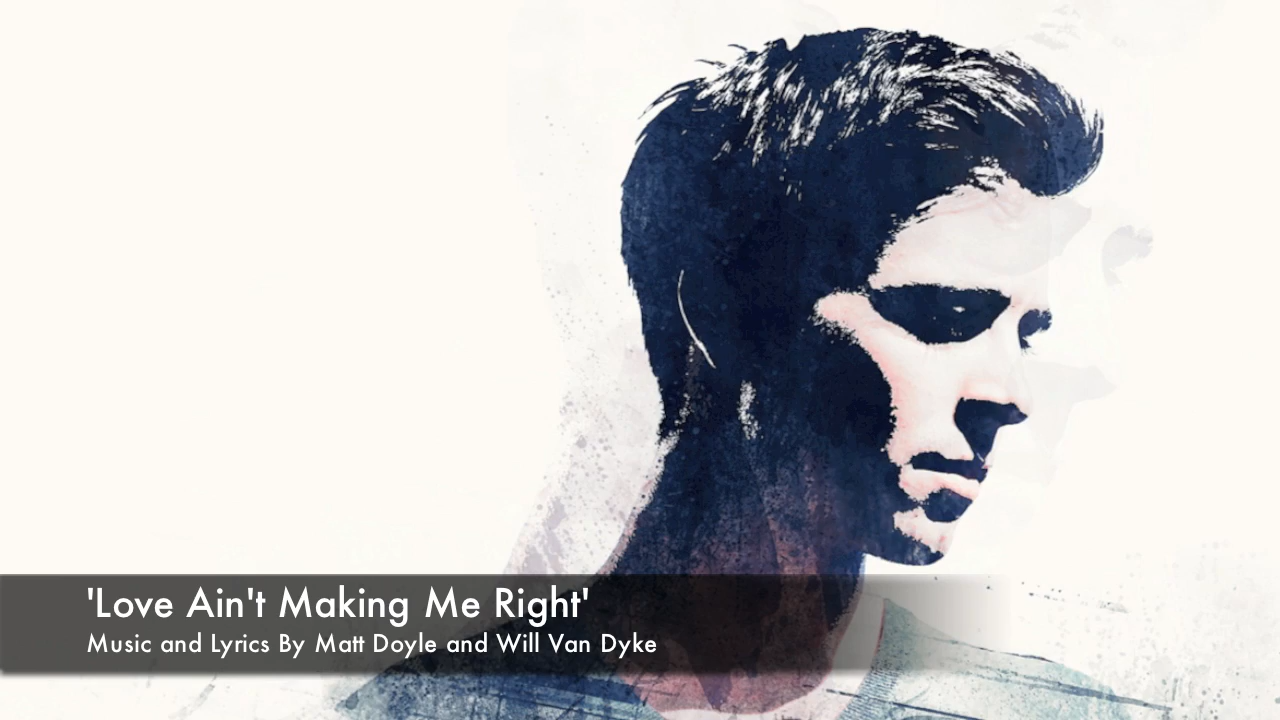 'Love Ain't Making Me Right'
Music and Lyrics By Matt Doyle and Will Van Dyke